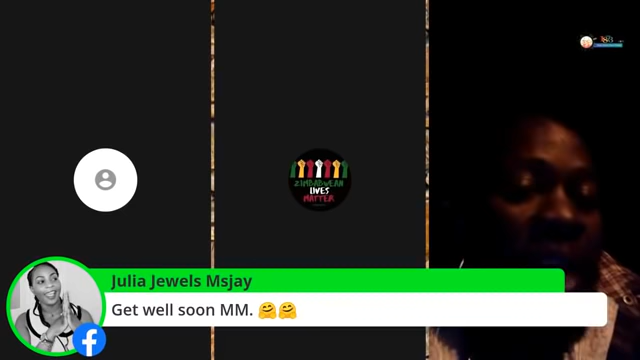 ZIMBABWEAN
LIVES
MATTER
Julia Jewels Msjay
Get well soon MM. 🤗🤗